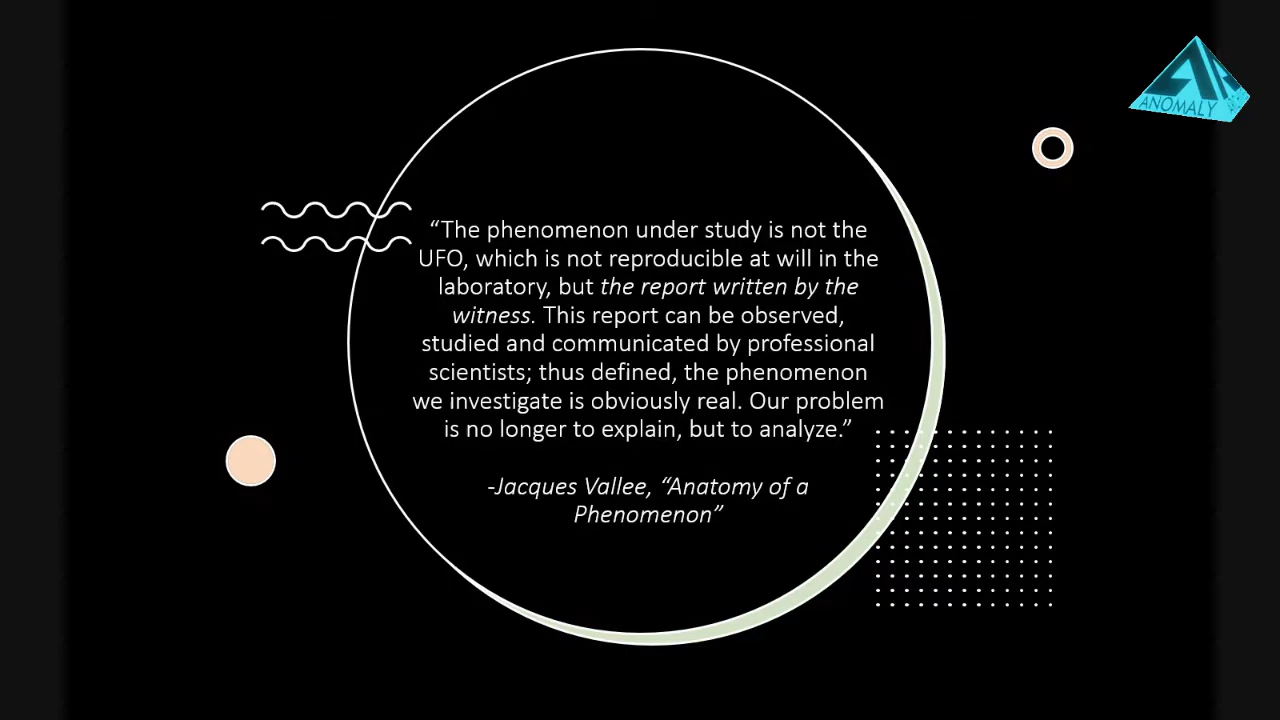 ANOMALY
“The phenomenon under study is not the
UFO, which is not reproducible at will in the
laboratory, but the report written by the
witness. This report can be observed,
studied and communicated by professional
scientists; thus defined, the phenomenon
we investigate is obviously real. Our problem
is no longer to explain, but to analyze.”
-Jacques Vallee, “Anatomy of a
Phenomenon”